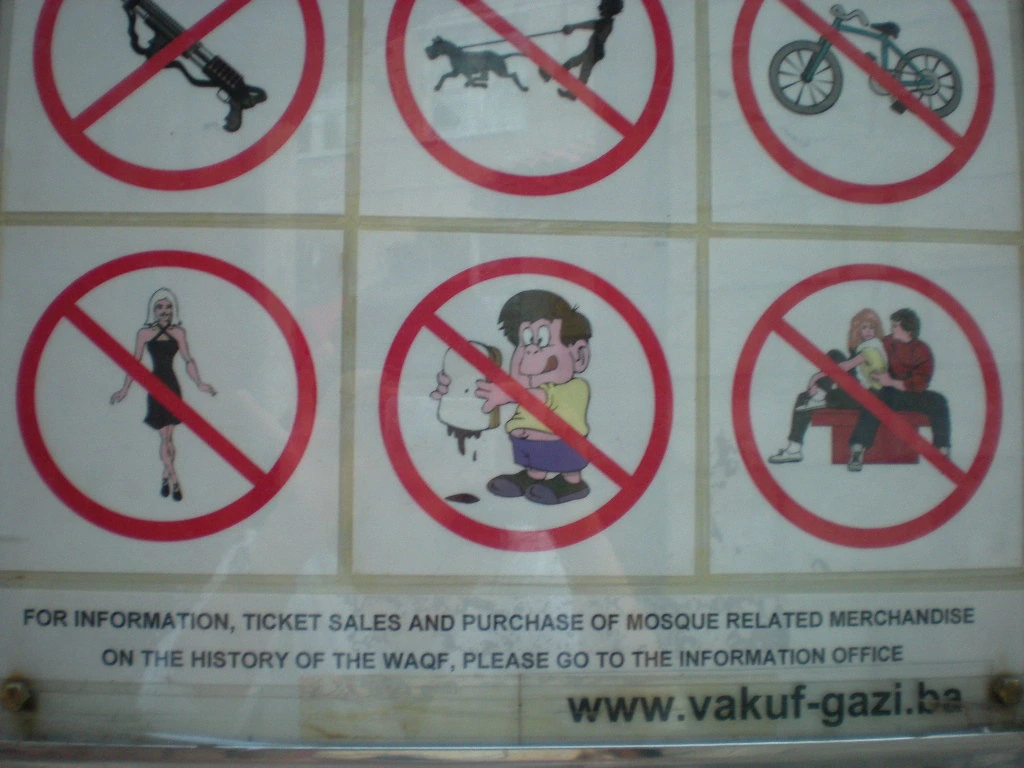 FOR INFORMATION, TICKET SALES AND PURCHASE OF MOSQUE RELATED MERCHANDISE
ON THE HISTORY OF THE WAQF, PLEASE GO TO THE INFORMATION OFFICE
www.vakuf-gazi.ba